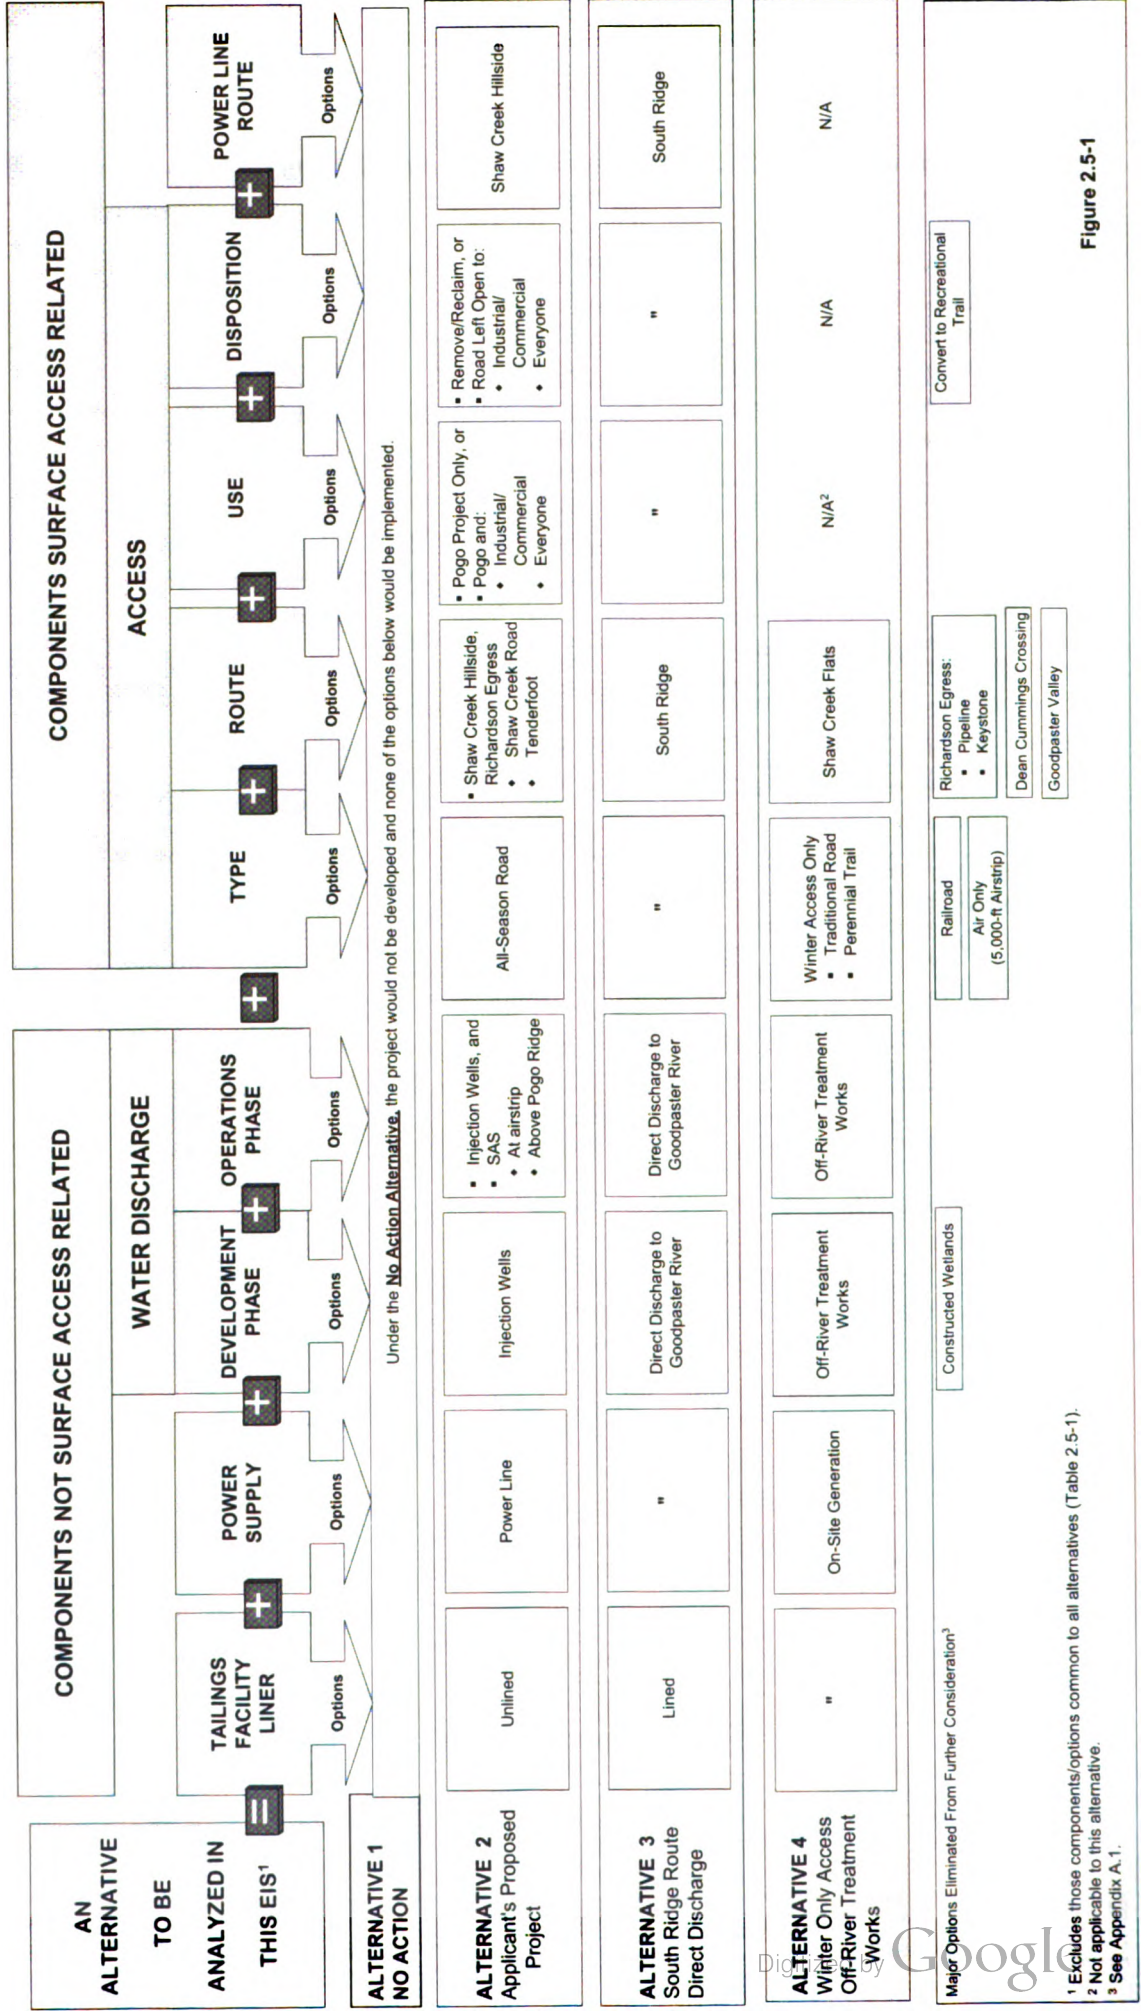 AN
ALTERNATIVE
TO BE
ANALYZED IN
THIS EIS¹
=
COMPONENTS NOT SURFACE ACCESS RELATED
COMPONENTS SURFACE ACCESS RELATED
WATER DISCHARGE
ACCESS
TAILINGS
FACILITY
LINER
+
POWER
SUPPLY
+
DEVELOPMENT
PHASE
+
OPERATIONS
PHASE
+
TYPE
+
ROUTE
+
USE
+
DISPOSITION
+
POWER LINE
ROUTE
Options
Options
Options
Options
Options
Options
Options
Options
Options
ALTERNATIVE 1
NO ACTION
Under the No Action Alternative, the project would not be developed and none of the options below would be implemented.
ALTERNATIVE 2
Applicant's Proposed
Project
Unlined
Power Line
Injection Wells
▪ Injection Wells, and
▪ SAS
♦ At airstrip
♦ Above Pogo Ridge
All-Season Road
▪ Shaw Creek Hillside,
Richardson Egress
♦ Shaw Creek Road
♦ Tenderfoot
▪ Pogo Project Only, or
▪ Pogo and:
♦ Industrial/
Commercial
♦ Everyone
▪ Remove/Reclaim, or
▪ Road Left Open to:
♦ Industrial/
Commercial
♦ Everyone
Shaw Creek Hillside
ALTERNATIVE 3
South Ridge Route
Direct Discharge
Lined
"
Direct Discharge to
Goodpaster River
Direct Discharge to
Goodpaster River
"
South Ridge
"
"
South Ridge
ALTERNATIVE 4
Winter Only Access
Off-River Treatment
Works
"
On-Site Generation
Off-River Treatment
Works
Off-River Treatment
Works
Winter Access Only
▪ Traditional Road
▪ Perennial Trail
Shaw Creek Flats
N/A²
N/A
N/A
Major Options Eliminated From Further Consideration³
Constructed Wetlands
Railroad
Air Only
(5,000-ft Airstrip)
Richardson Egress:
▪ Pipeline
▪ Keystone
Dean Cummings Crossing
Goodpaster Valley
Convert to Recreational
Trail
¹ Excludes those components/options common to all alternatives (Table 2.5-1).
2 Not applicable to this alternative.
3 See Appendix A.1.
Figure 2.5-1
Digitized by Google